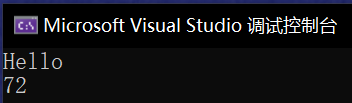 Microsoft Visual Studio 调试控制台
Hello
72